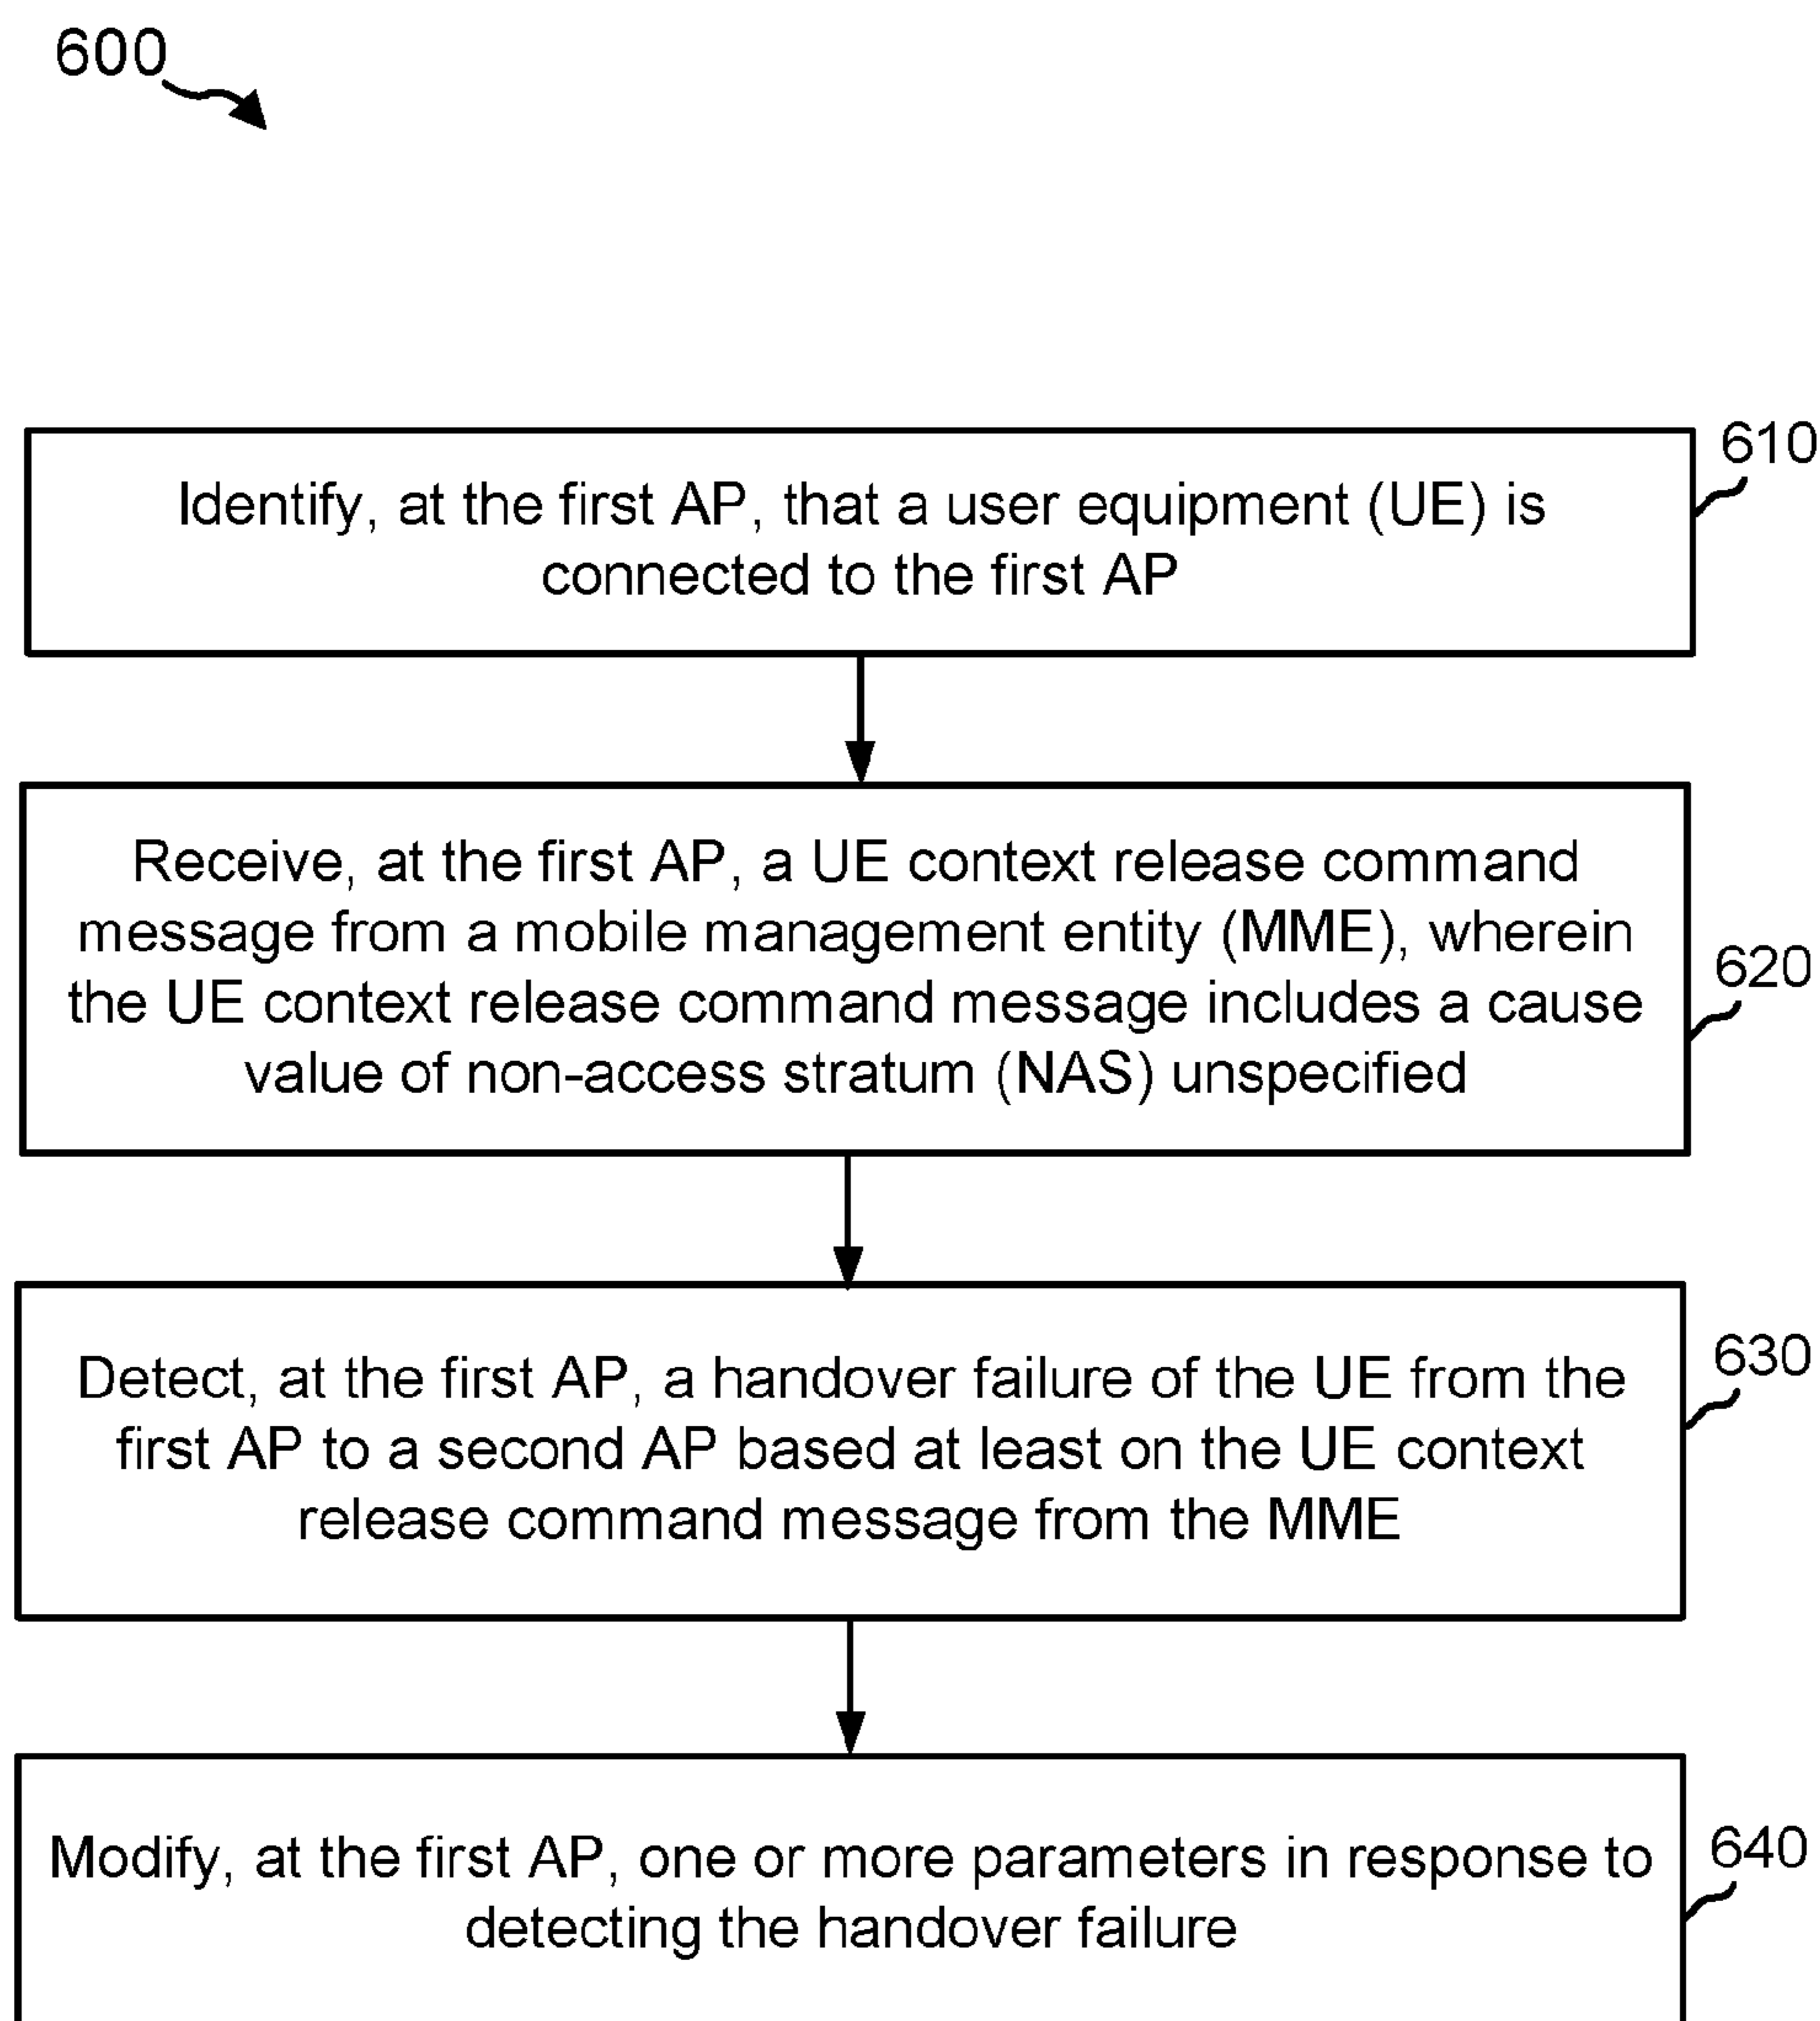 600
610
Identify, at the first AP, that a user equipment (UE) is
connected to the first AP
Receive, at the first AP, a UE context release command
message from a mobile management entity (MME), wherein
the UE context release command message includes a cause
value of non-access stratum (NAS) unspecified
620
Detect, at the first AP, a handover failure of the UE from the
first AP to a second AP based at least on the UE context
release command message from the MME
630
Modify, at the first AP, one or more parameters in response to
detecting the handover failure
640